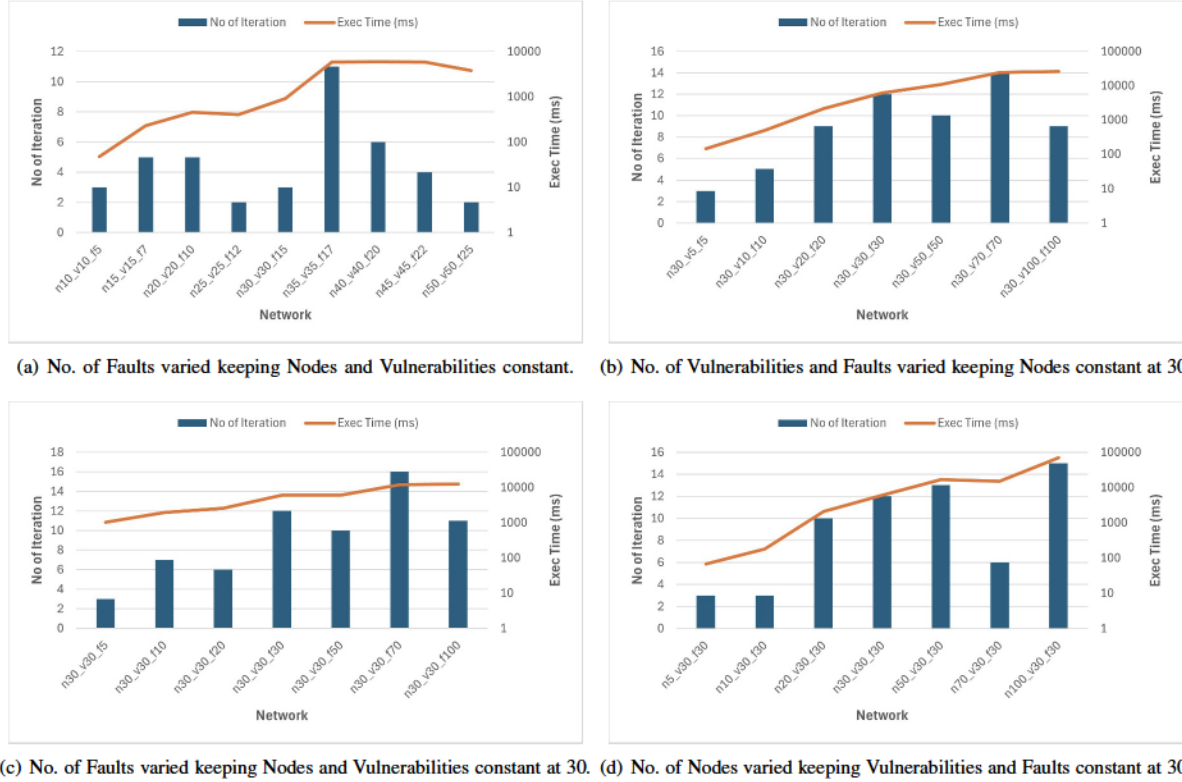 No of Iteration Exec Time (ms)
12 10000
10 1000
8 100
6
4 10
2
0 1
No of Iteration
Exec Time (ms)
n10_v10_f5 n15_v15_f7 n20_v20_f10 n25_v25_f12 n30_v30_f15 n35_v35_f17 n40_v40_f20 n45_v45_f22 n50_v50_f25
Network
(a) No. of Faults varied keeping Nodes and Vulnerabilities constant.
No of Iteration Exec Time (ms)
16 100000
14 10000
12
10 1000
8
6 100
4 10
2
0 1
No of Iteration
Exec Time (ms)
n30_v5_f5 n30_v10_f10 n30_v20_f20 n30_v30_f30 n30_v50_f50 n30_v70_f70 n30_v100_f100
Network
(b) No. of Vulnerabilities and Faults varied keeping Nodes constant at 30
No of Iteration Exec Time (ms)
18 100000
16 10000
14
12 1000
10
8 100
6
4 10
2
0 1
No of Iteration
Exec Time (ms)
n30_v30_f5 n30_v30_f10 n30_v30_f20 n30_v30_f30 n30_v30_f50 n30_v30_f70 n30_v30_f100
Network
(c) No. of Faults varied keeping Nodes and Vulnerabilities constant at 30.
No of Iteration Exec Time (ms)
16 100000
14 10000
12
10 1000
8
6 100
4 10
2
0 1
No of Iteration
Exec Time (ms)
n5_v30_f30 n10_v30_f30 n20_v30_f30 n30_v30_f30 n50_v30_f30 n70_v30_f30 n100_v30_f30
Network
(d) No. of Nodes varied keeping Vulnerabilities and Faults constant at 30